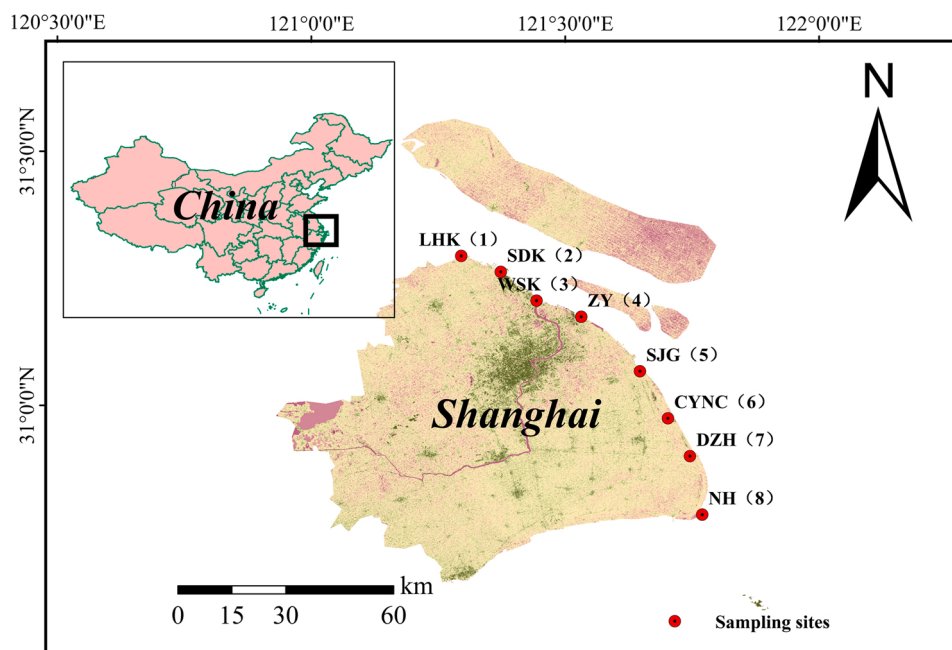 120°30'0"E 121°0'0"E 121°30'0"E 122°0'0"E
31°30'0"N
31°0'0"N
N
China
LHK（1）
SDK（2）
WSK（3）
ZY（4）
SJG（5）
CYNC（6）
Shanghai
DZH（7）
NH（8）
km
0 15 30 60
Sampling sites